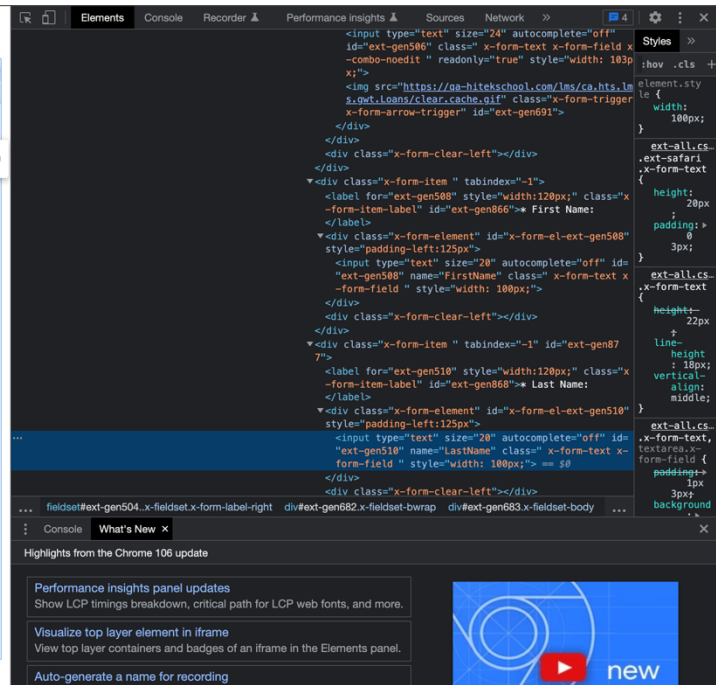 Elements Console Recorder Performance insights Sources Network » 4
<input type="text" size="24" autocomplete="off"
id="ext-gen506" class=" x-form-text x-form-field x
-combo-noedit " readonly="true" style="width: 103p
x;">
<img src="https://qa-hitekschool.com/lms/ca.hts.lm
s.gwt.Loans/clear.cache.gif" class="x-form-trigger
x-form-arrow-trigger" id="ext-gen691">
</div>
</div>
<div class="x-form-clear-left"></div>
</div>
▼<div class="x-form-item " tabindex="-1">
<label for="ext-gen508" style="width:120px;" class="x
-form-item-label" id="ext-gen866">* First Name:
</label>
▼<div class="x-form-element" id="x-form-el-ext-gen508"
style="padding-left:125px">
<input type="text" size="20" autocomplete="off" id=
"ext-gen508" name="FirstName" class=" x-form-text x
-form-field " style="width: 100px;">
</div>
<div class="x-form-clear-left"></div>
</div>
▼<div class="x-form-item " tabindex="-1" id="ext-gen87
7">
<label for="ext-gen510" style="width:120px;" class="x
-form-item-label" id="ext-gen868">* Last Name:
</label>
▼<div class="x-form-element" id="x-form-el-ext-gen510"
style="padding-left:125px">
... <input type="text" size="20" autocomplete="off" id=
"ext-gen510" name="LastName" class=" x-form-text x-
form-field " style="width: 100px;"> == $0
</div>
<div class="x-form-clear-left"></div>
... fieldset#ext-gen504..x-fieldset.x-form-label-right div#ext-gen682.x-fieldset-bwrap div#ext-gen683.x-fieldset-body ...
Styles »
:hov .cls +
element.sty
le {
width:
100px;
}
ext-all.cs…
.ext-safari
.x-form-text
{
height:
20px
;
padding: ▶
0
3px;
}
ext-all.cs…
.x-form-text
{
height:
22px
;
line-
height
: 18px;
vertical-
align:
middle;
}
ext-all.cs…
.x-form-text,
textarea.x-
form-field {
padding: ▶
1px
3px;
background
Console What's New ×
Highlights from the Chrome 106 update
Performance insights panel updates
Show LCP timings breakdown, critical path for LCP web fonts, and more.
Visualize top layer element in iframe
View top layer containers and badges of an iframe in the Elements panel.
Auto-generate a name for recording
new